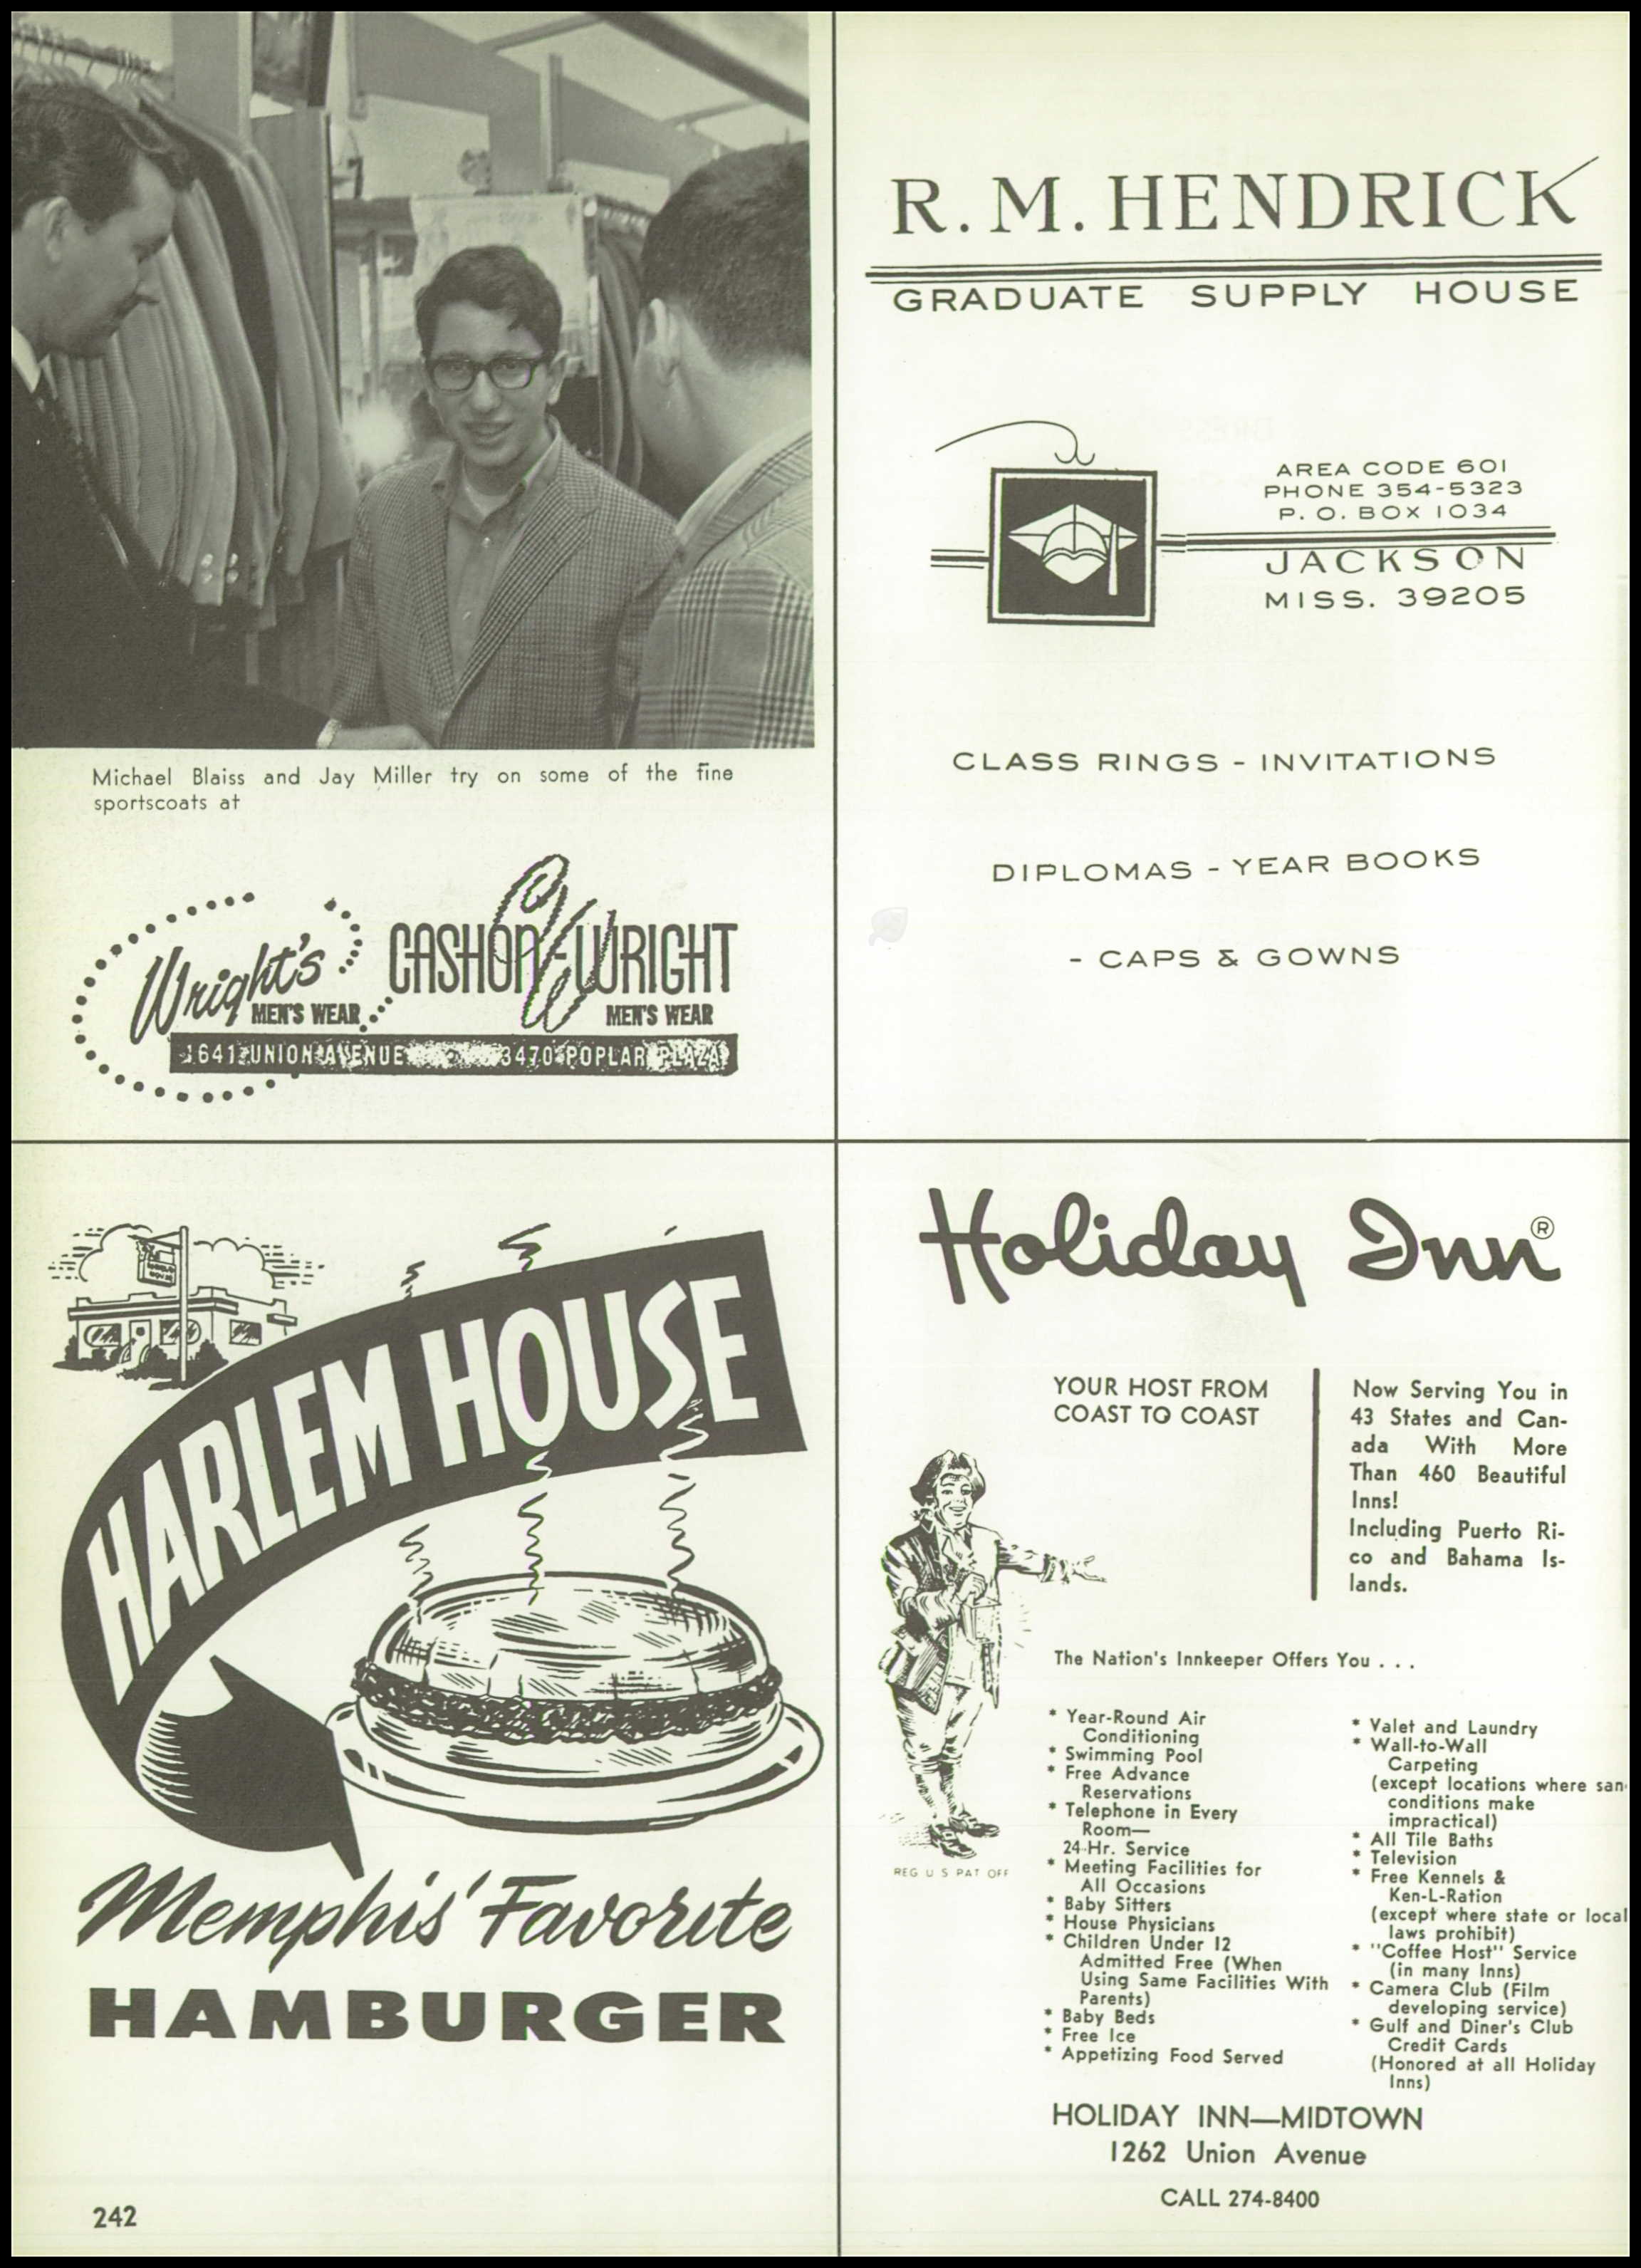 Michael Blaiss and Jay Miller try on some of the fine
sportscoats at
Wright's
MEN'S WEAR
CASHON-WRIGHT
MEN'S WEAR
1641 UNION AVENUE 3470 POPLAR PLAZA
R. M. HENDRICK
GRADUATE SUPPLY HOUSE
AREA CODE 601
PHONE 354-5323
P. O. BOX 1034
JACKSON
MISS. 39205
CLASS RINGS - INVITATIONS
DIPLOMAS - YEAR BOOKS
- CAPS & GOWNS
HARLEM HOUSE
Memphis' Favorite
HAMBURGER
242
Holiday Inn®
YOUR HOST FROM
COAST TO COAST
Now Serving You in
43 States and Can-
ada With More
Than 460 Beautiful
Inns!
Including Puerto Ri-
co and Bahama Is-
lands.
The Nation's Innkeeper Offers You . . .
* Year-Round Air
Conditioning
* Swimming Pool
* Free Advance
Reservations
* Telephone in Every
Room—
24-Hr. Service
* Meeting Facilities for
All Occasions
* Baby Sitters
* House Physicians
* Children Under 12
Admitted Free (When
Using Same Facilities With
Parents)
* Baby Beds
* Free Ice
* Appetizing Food Served
* Valet and Laundry
* Wall-to-Wall
Carpeting
(except locations where san
conditions make
impractical)
* All Tile Baths
* Television
* Free Kennels &
Ken-L-Ration
(except where state or local
laws prohibit)
* "Coffee Host" Service
(in many Inns)
* Camera Club (Film
developing service)
* Gulf and Diner's Club
Credit Cards
(Honored at all Holiday
Inns)
REG U S PAT OFF
HOLIDAY INN—MIDTOWN
1262 Union Avenue
CALL 274-8400